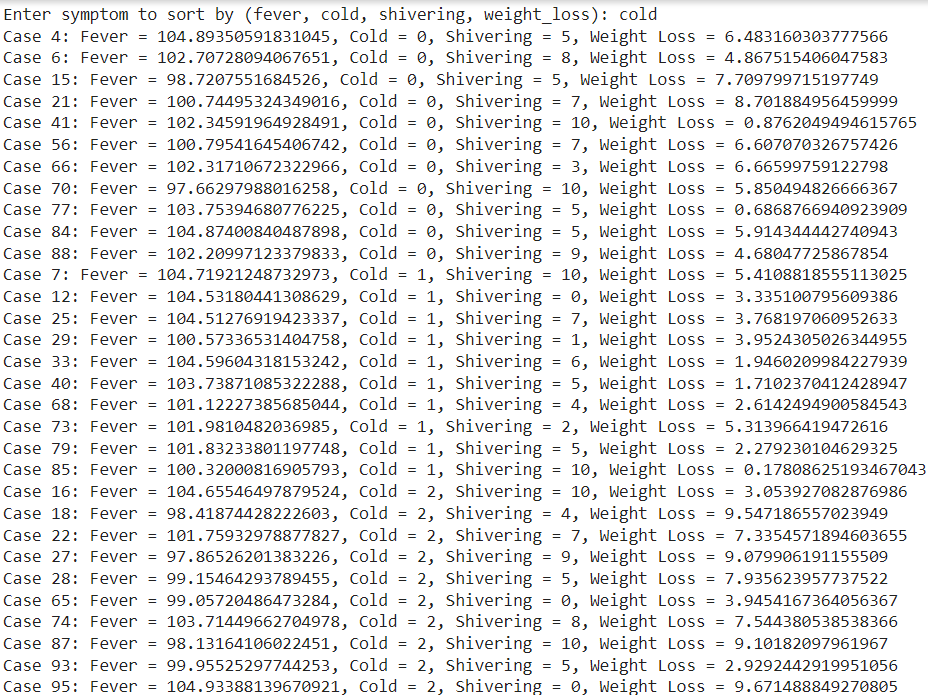 Enter symptom to sort by (fever, cold, shivering, weight_loss): cold
Case 4: Fever = 104.89350591831045, Cold = 0, Shivering = 5, Weight Loss = 6.483160303777566
Case 6: Fever = 102.70728094067651, Cold = 0, Shivering = 8, Weight Loss = 4.867515406047583
Case 15: Fever = 98.7207551684526, Cold = 0, Shivering = 5, Weight Loss = 7.709799715197749
Case 21: Fever = 100.74495324349016, Cold = 0, Shivering = 7, Weight Loss = 8.701884956459999
Case 41: Fever = 102.34591964928491, Cold = 0, Shivering = 10, Weight Loss = 0.8762049494615765
Case 56: Fever = 100.79541645406742, Cold = 0, Shivering = 7, Weight Loss = 6.607070326757426
Case 66: Fever = 102.31710672322966, Cold = 0, Shivering = 3, Weight Loss = 6.66599759122798
Case 70: Fever = 97.66297988016258, Cold = 0, Shivering = 10, Weight Loss = 5.850494826666367
Case 77: Fever = 103.75394680776225, Cold = 0, Shivering = 5, Weight Loss = 0.6868766940923909
Case 84: Fever = 104.87400840487898, Cold = 0, Shivering = 5, Weight Loss = 5.914344442740943
Case 88: Fever = 102.20997123379833, Cold = 0, Shivering = 9, Weight Loss = 4.68047725867854
Case 7: Fever = 104.71921248732973, Cold = 1, Shivering = 10, Weight Loss = 5.4108818555113025
Case 12: Fever = 104.53180441308629, Cold = 1, Shivering = 0, Weight Loss = 3.335100795609386
Case 25: Fever = 104.51276919423337, Cold = 1, Shivering = 7, Weight Loss = 3.768197060952633
Case 29: Fever = 100.57336531404758, Cold = 1, Shivering = 1, Weight Loss = 3.9524305026344955
Case 33: Fever = 104.59604318153242, Cold = 1, Shivering = 6, Weight Loss = 1.9460209984227939
Case 40: Fever = 103.73871085322288, Cold = 1, Shivering = 5, Weight Loss = 1.7102370412428947
Case 68: Fever = 101.12227385685044, Cold = 1, Shivering = 4, Weight Loss = 2.6142494900584543
Case 73: Fever = 101.9810482036985, Cold = 1, Shivering = 2, Weight Loss = 5.313966419472616
Case 79: Fever = 101.83233801197748, Cold = 1, Shivering = 5, Weight Loss = 2.279230104629325
Case 85: Fever = 100.32000816905793, Cold = 1, Shivering = 10, Weight Loss = 0.17808625193467043
Case 16: Fever = 104.65546497879524, Cold = 2, Shivering = 10, Weight Loss = 3.053927082876986
Case 18: Fever = 98.41874428222603, Cold = 2, Shivering = 4, Weight Loss = 9.547186557023949
Case 22: Fever = 101.75932978877827, Cold = 2, Shivering = 7, Weight Loss = 7.3354571894603655
Case 27: Fever = 97.86526201383226, Cold = 2, Shivering = 9, Weight Loss = 9.079906191155509
Case 28: Fever = 99.15464293789455, Cold = 2, Shivering = 5, Weight Loss = 7.935623957737522
Case 65: Fever = 99.05720486473284, Cold = 2, Shivering = 0, Weight Loss = 3.9454167364056367
Case 74: Fever = 103.71449662704978, Cold = 2, Shivering = 8, Weight Loss = 7.544380538538366
Case 87: Fever = 98.13164106022451, Cold = 2, Shivering = 10, Weight Loss = 9.10182097961967
Case 93: Fever = 99.95525297744253, Cold = 2, Shivering = 5, Weight Loss = 2.9292442919951056
Case 95: Fever = 104.93388139670921, Cold = 2, Shivering = 0, Weight Loss = 9.671488849270805